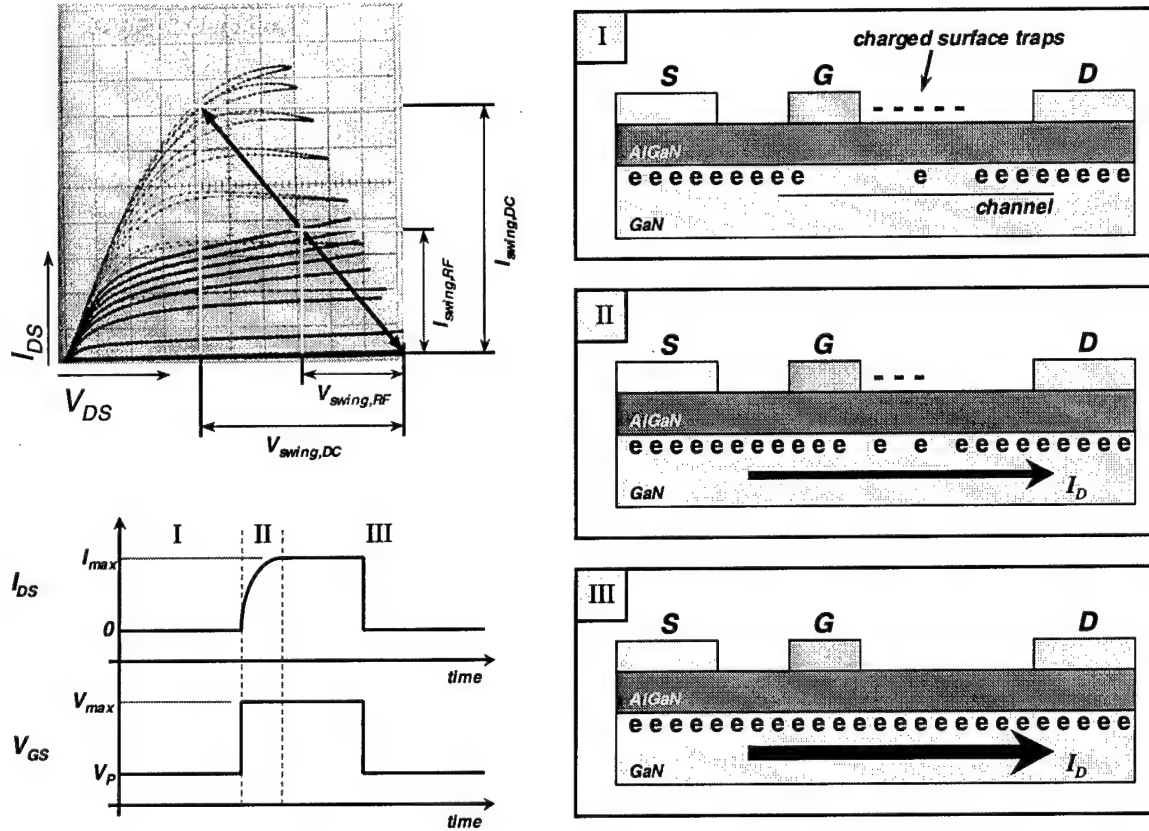 I_DS
V_DS
I_swing,DC
I_swing,RF
V_swing,RF
V_swing,DC
I II III
I_max
I_DS
0
time
V_max
V_GS
V_P
time
I
charged surface traps
S G D
AlGaN
e e e e e e e e e e e e e e e e e e
channel
GaN
II
S G D
AlGaN
e e e e e e e e e e e e e e e e e e e e e e
I_D
GaN
III
S G D
AlGaN
e e e e e e e e e e e e e e e e e e e e e e e e e
I_D
GaN